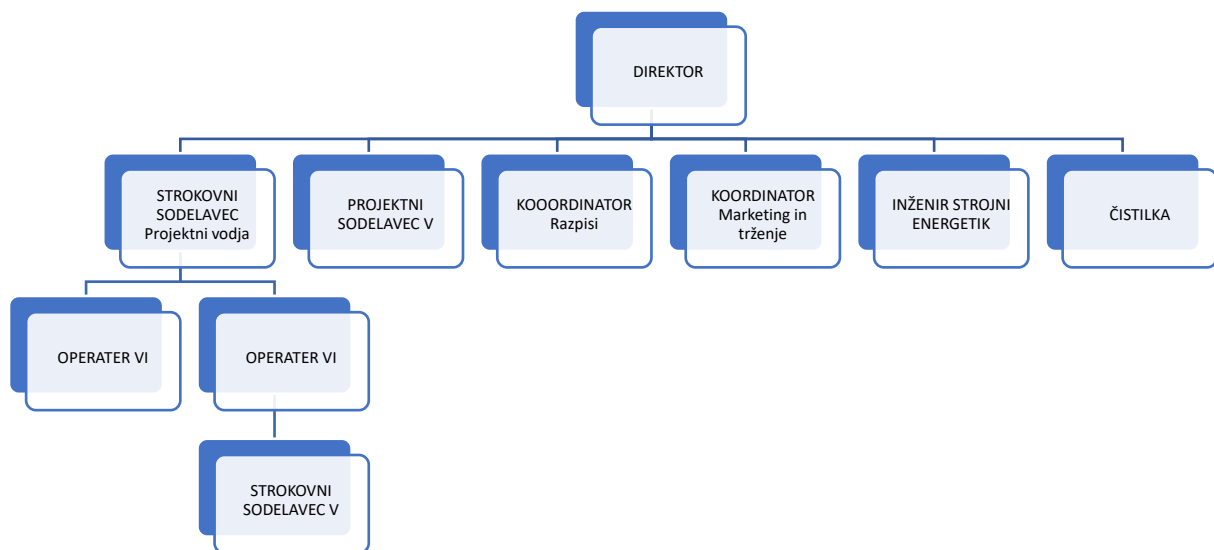 DIREKTOR
STROKOVNI
SODELAVEC
Projektni vodja
PROJEKTNI
SODELAVEC V
KOOORDINATOR
Razpisi
KOORDINATOR
Marketing in
trženje
INŽENIR STROJNI
ENERGETIK
ČISTILKA
OPERATER VI
OPERATER VI
STROKOVNI
SODELAVEC V